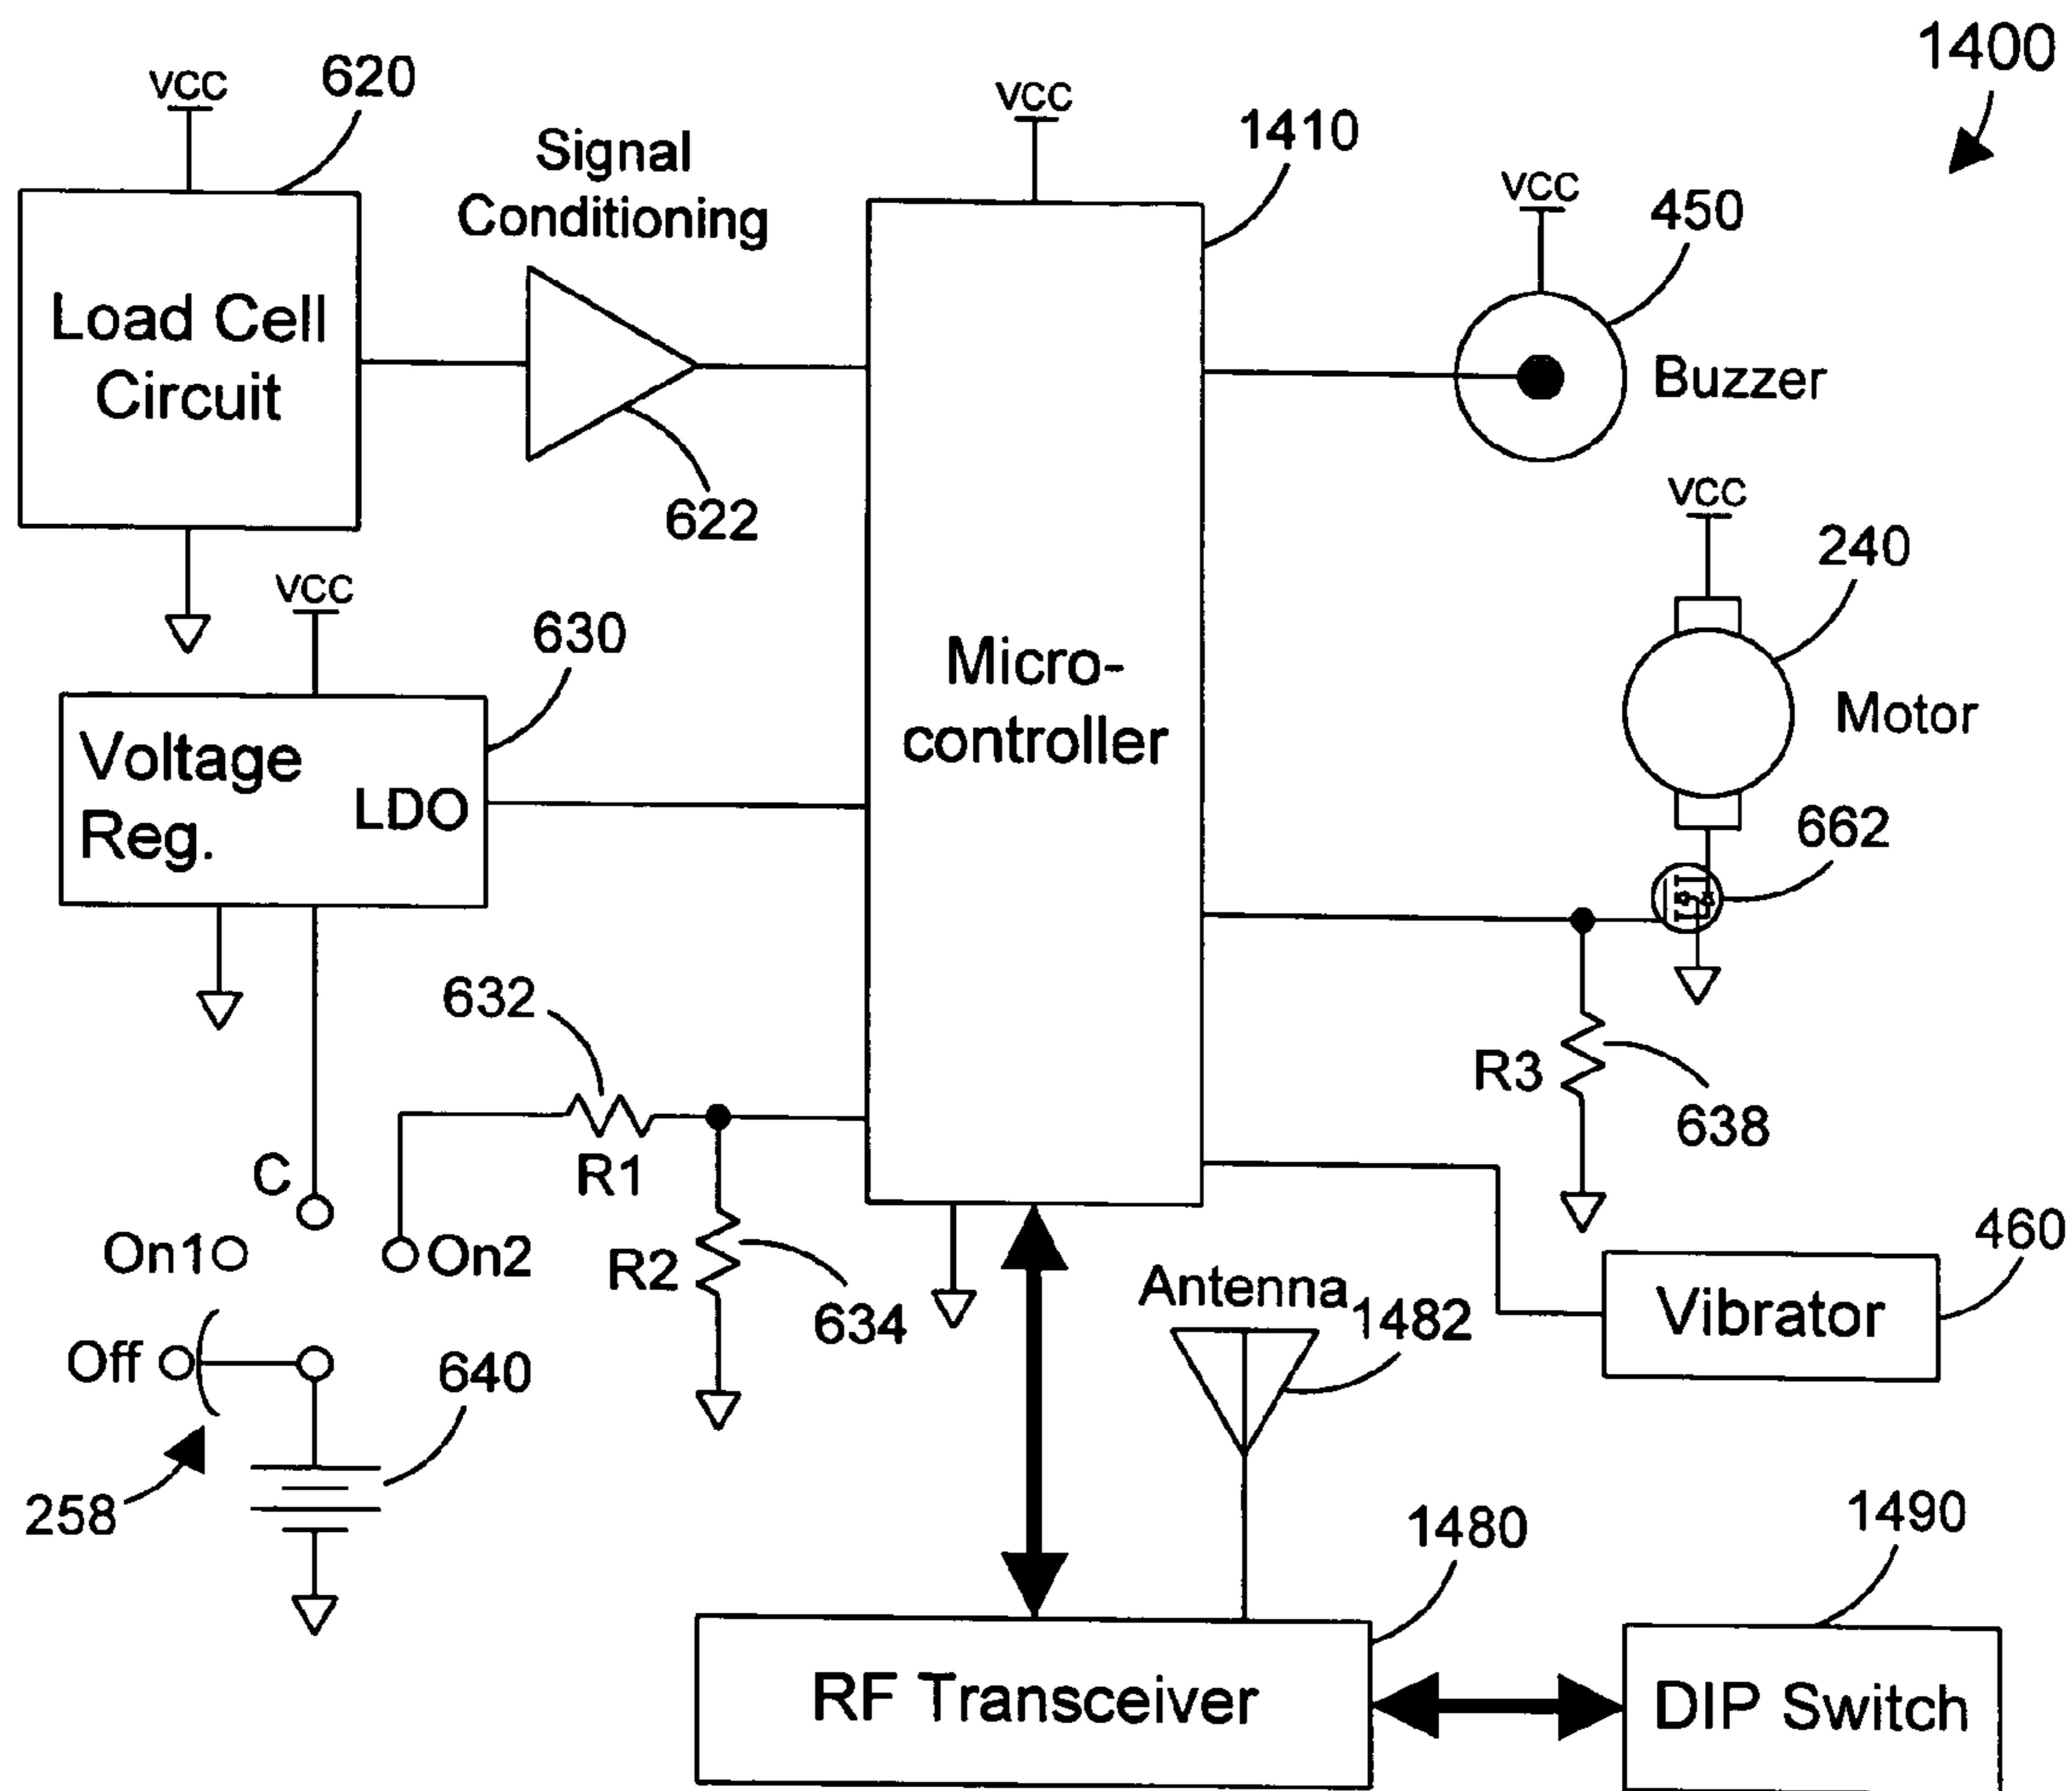 1400
VCC
620
VCC
1410
Signal
Conditioning
VCC
450
Load Cell
Circuit
Buzzer
622
VCC
240
VCC
630
Micro-
controller
Motor
Voltage
Reg.
LDO
662
632
R3
638
C
R1
On1
On2
R2
634
Antenna
1482
460
Vibrator
Off
640
258
1480
1490
RF Transceiver
DIP Switch